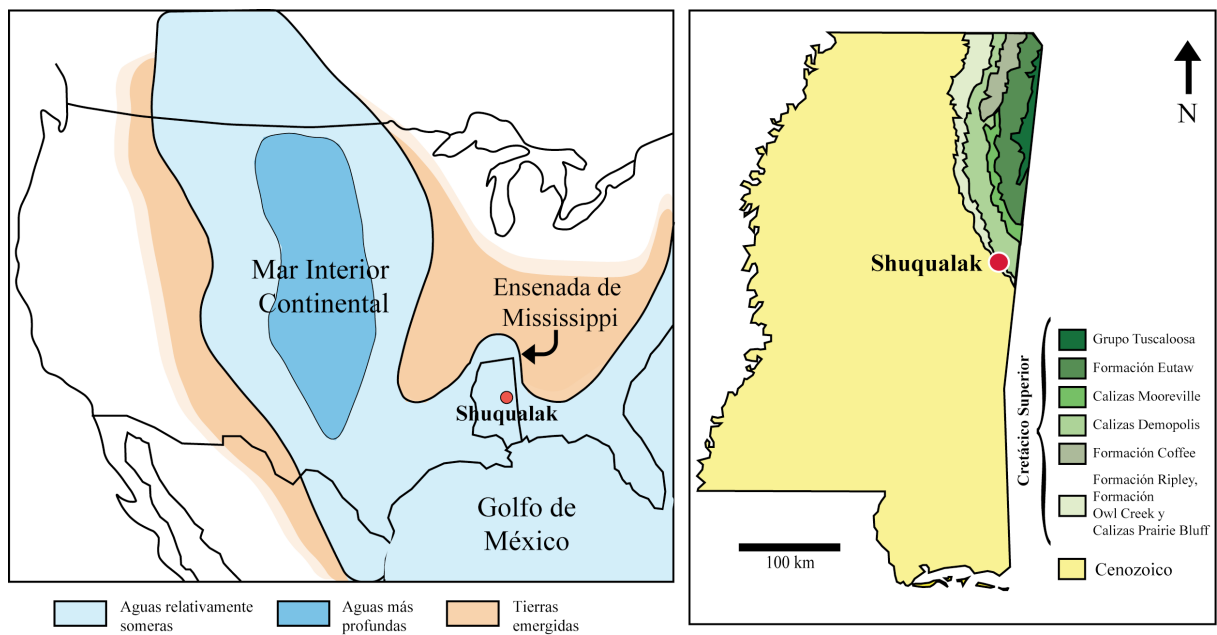 Mar Interior
Continental
Ensenada de
Mississippi
Shuqualak
Golfo de
México
Aguas relativamente
someras
Aguas más
profundas
Tierras
emergidas
N
Shuqualak
Cretácico Superior
Grupo Tuscaloosa
Formación Eutaw
Calizas Mooreville
Calizas Demopolis
Formación Coffee
Formación Ripley,
Formación
Owl Creek y
Calizas Prairie Bluff
Cenozoico
100 km